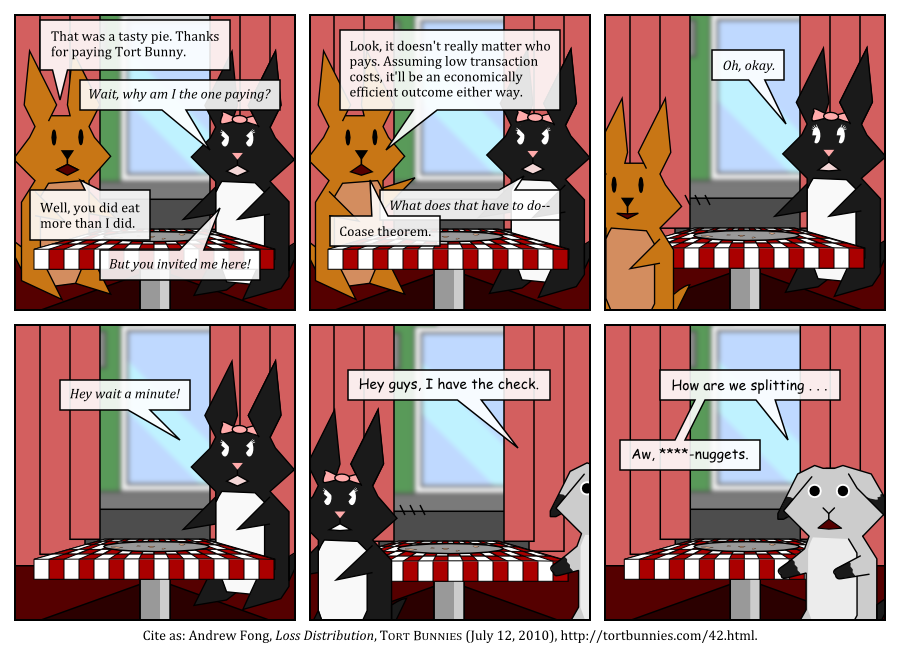 That was a tasty pie. Thanks
for paying Tort Bunny.
Wait, why am I the one paying?
Well, you did eat
more than I did.
But you invited me here!
Look, it doesn't really matter who
pays. Assuming low transaction
costs, it'll be an economically
efficient outcome either way.
What does that have to do--
Coase theorem.
Oh, okay.
Hey wait a minute!
Hey guys, I have the check.
How are we splitting . . .
Aw, ****-nuggets.
Cite as: Andrew Fong, Loss Distribution, Tort Bunnies (July 12, 2010), http://tortbunnies.com/42.html.